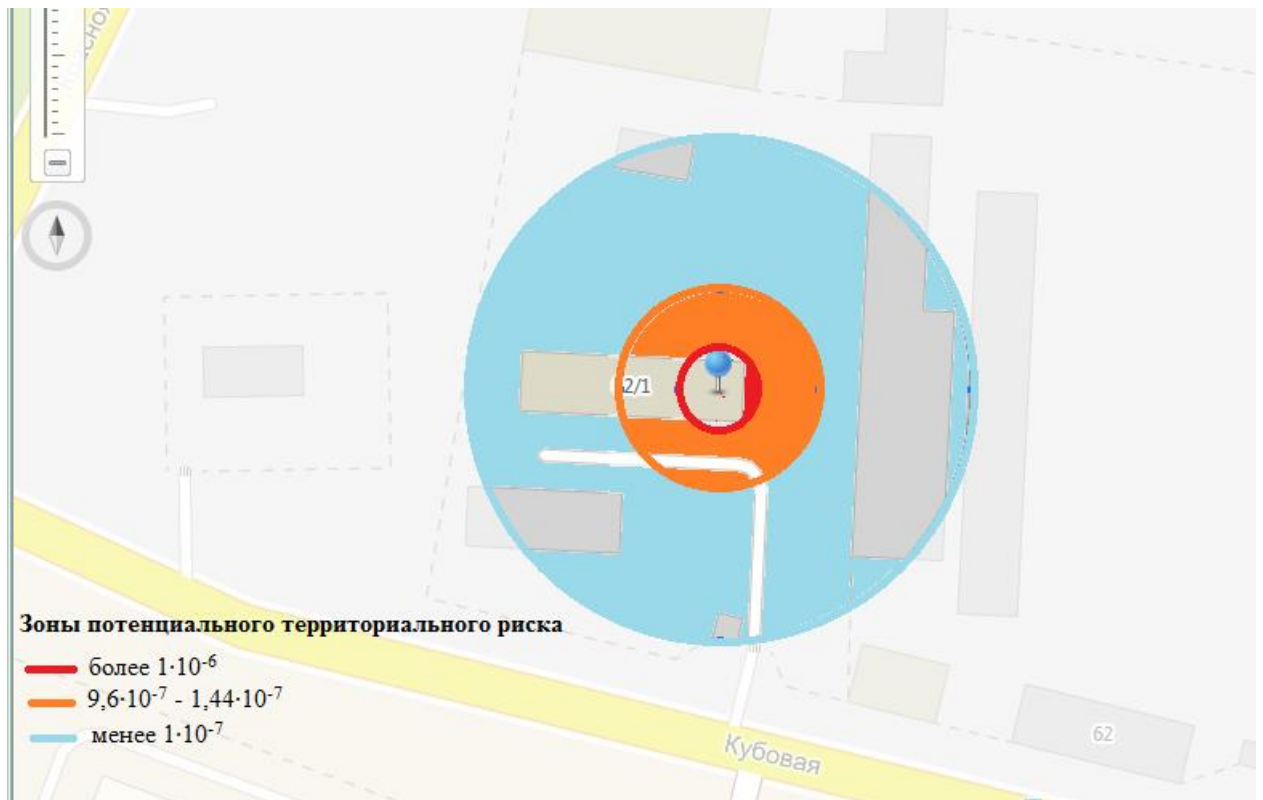 2/1
Зоны потенциального территориального риска
более 1·10⁻⁶
9,6·10⁻⁷ - 1,44·10⁻⁷
менее 1·10⁻⁷
62
Кубовая